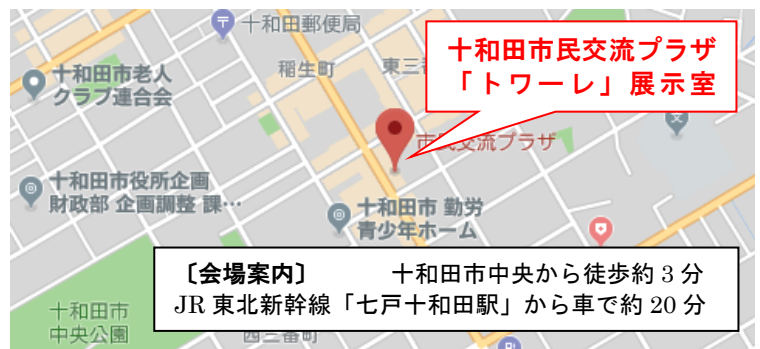 十和田郵便局
十和田市民交流プラザ
「トワーレ」展示室
稲生町
東三
十和田市老人
クラブ連合会
市民交流プラザ
十和田市役所企画
財政部 企画調整 課…
十和田市 勤労
青少年ホーム
〔会場案内〕 十和田市中央から徒歩約 3 分
JR 東北新幹線「七戸十和田駅」から車で約 20 分
十和田市
中央公園
西三番町